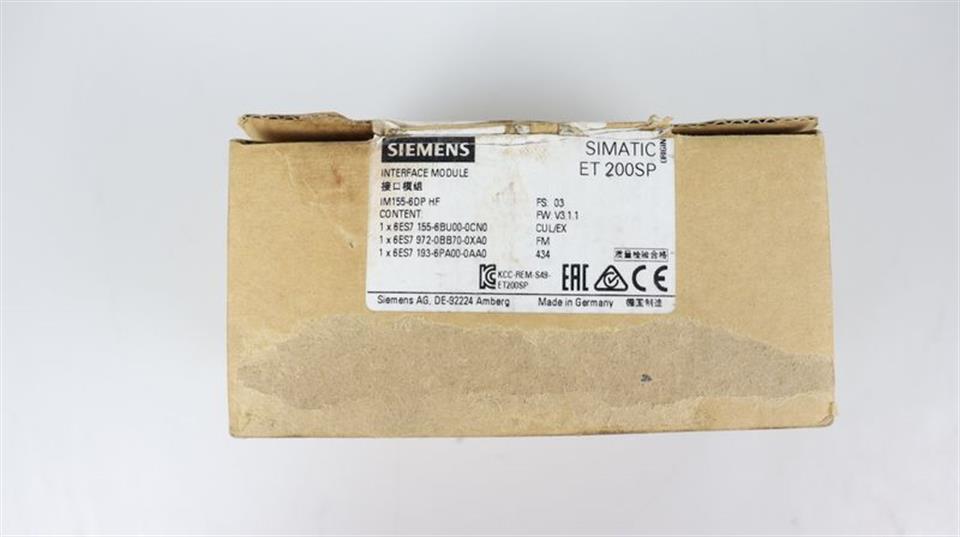 SIEMENS
SIMATIC
ET 200SP
ORIGIN
INTERFACE MODULE
接口模组
IM155-6DP HF
FS: 03
CONTENT:
FW: V3.1.1
1 x 6ES7 155-6BU00-0CN0
CUL/EX
1 x 6ES7 972-0BB70-0XA0
FM
1 x 6ES7 193-6PA00-0AA0
434
质量检验合格
KCC-REM-S49-
ET200SP
EAC
CE
Siemens AG, DE-92224 Amberg
Made in Germany
德国制造